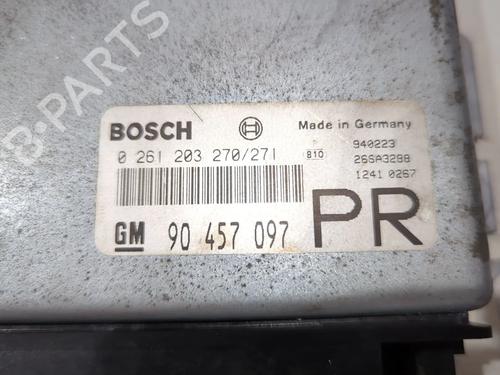 BOSCH Made in Germany
0 261 203 270/271 B10 940223
26SA3288
1241 0267
GM 90 457 097 PR
B-PARTS